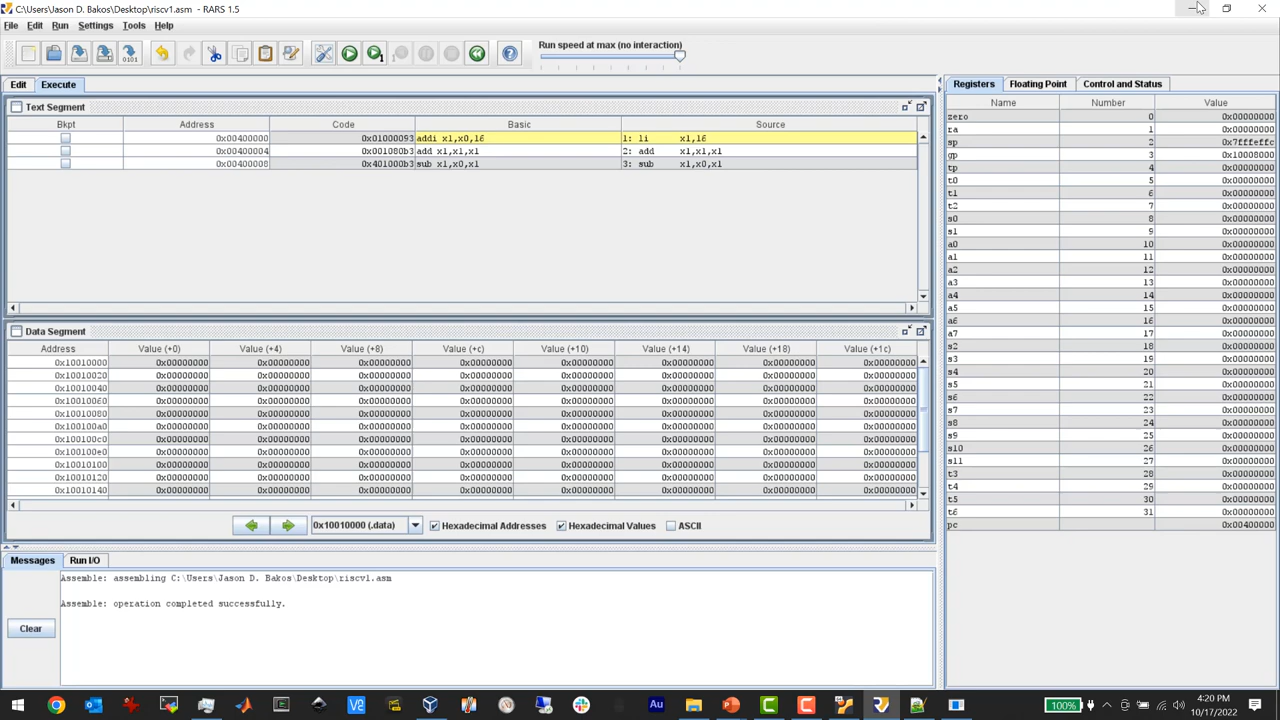 C:\Users\Jason D. Bakos\Desktop\riscv1.asm - RARS 1.5
File Edit Run Settings Tools Help
Run speed at max (no interaction)
Edit Execute
Text Segment
Bkpt Address Code Basic Source
0x00400000 0x01000093 addi x1,x0,16 1: li x1,16
0x00400004 0x001080b3 add x1,x1,x1 2: add x1,x1,x1
0x00400008 0x401000b3 sub x1,x0,x1 3: sub x1,x0,x1
Data Segment
Address Value (+0) Value (+4) Value (+8) Value (+c) Value (+10) Value (+14) Value (+18) Value (+1c)
0x10010000 0x00000000 0x00000000 0x00000000 0x00000000 0x00000000 0x00000000 0x00000000 0x00000000
0x10010020 0x00000000 0x00000000 0x00000000 0x00000000 0x00000000 0x00000000 0x00000000 0x00000000
0x10010040 0x00000000 0x00000000 0x00000000 0x00000000 0x00000000 0x00000000 0x00000000 0x00000000
0x10010060 0x00000000 0x00000000 0x00000000 0x00000000 0x00000000 0x00000000 0x00000000 0x00000000
0x10010080 0x00000000 0x00000000 0x00000000 0x00000000 0x00000000 0x00000000 0x00000000 0x00000000
0x100100a0 0x00000000 0x00000000 0x00000000 0x00000000 0x00000000 0x00000000 0x00000000 0x00000000
0x100100c0 0x00000000 0x00000000 0x00000000 0x00000000 0x00000000 0x00000000 0x00000000 0x00000000
0x100100e0 0x00000000 0x00000000 0x00000000 0x00000000 0x00000000 0x00000000 0x00000000 0x00000000
0x10010100 0x00000000 0x00000000 0x00000000 0x00000000 0x00000000 0x00000000 0x00000000 0x00000000
0x10010120 0x00000000 0x00000000 0x00000000 0x00000000 0x00000000 0x00000000 0x00000000 0x00000000
0x10010140 0x00000000 0x00000000 0x00000000 0x00000000 0x00000000 0x00000000 0x00000000 0x00000000
0x10010000 (.data) Hexadecimal Addresses Hexadecimal Values ASCII
Messages Run I/O
Assemble: assembling C:\Users\Jason D. Bakos\Desktop\riscv1.asm
Assemble: operation completed successfully.
Clear
Registers Floating Point Control and Status
Name Number Value
zero 0 0x00000000
ra 1 0x00000000
sp 2 0x7fffeffc
gp 3 0x10008000
tp 4 0x00000000
t0 5 0x00000000
t1 6 0x00000000
t2 7 0x00000000
s0 8 0x00000000
s1 9 0x00000000
a0 10 0x00000000
a1 11 0x00000000
a2 12 0x00000000
a3 13 0x00000000
a4 14 0x00000000
a5 15 0x00000000
a6 16 0x00000000
a7 17 0x00000000
s2 18 0x00000000
s3 19 0x00000000
s4 20 0x00000000
s5 21 0x00000000
s6 22 0x00000000
s7 23 0x00000000
s8 24 0x00000000
s9 25 0x00000000
s10 26 0x00000000
s11 27 0x00000000
t3 28 0x00000000
t4 29 0x00000000
t5 30 0x00000000
t6 31 0x00000000
pc 0x00400000
100%
4:20 PM
10/17/2022